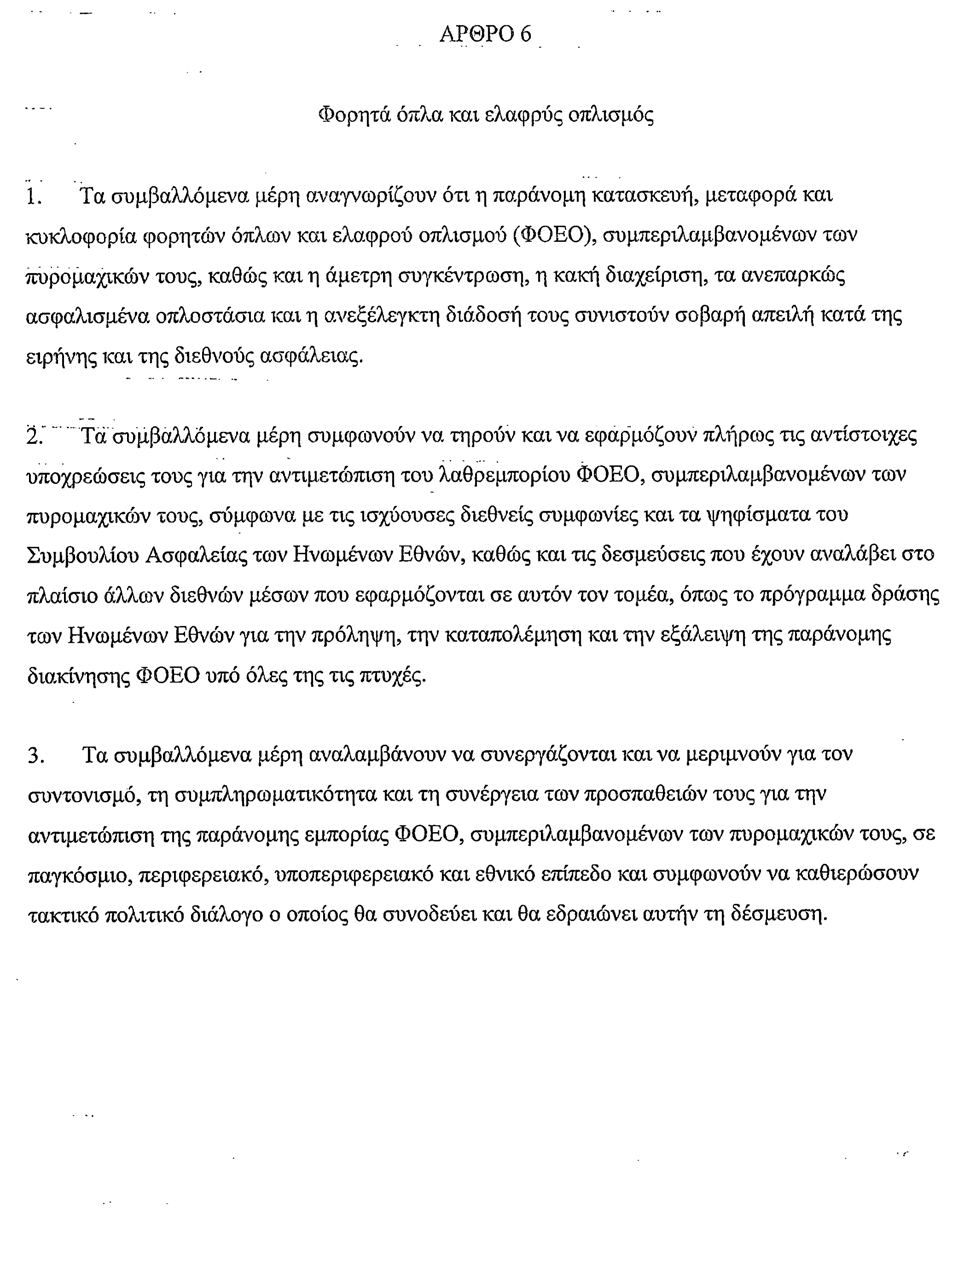 ΑΡΘΡΟ 6
Φορητά όπλα και ελαφρύς οπλισμός
1. Τα συμβαλλόμενα μέρη αναγνωρίζουν ότι η παράνομη κατασκευή, μεταφορά και
κυκλοφορία φορητών όπλων και ελαφρού οπλισμού (ΦΟΕΟ), συμπεριλαμβανομένων των
πυρομαχικών τους, καθώς και η άμετρη συγκέντρωση, η κακή διαχείριση, τα ανεπαρκώς
ασφαλισμένα οπλοστάσια και η ανεξέλεγκτη διάδοσή τους συνιστούν σοβαρή απειλή κατά της
ειρήνης και της διεθνούς ασφάλειας.
2. Τα συμβαλλόμενα μέρη συμφωνούν να τηρούν και να εφαρμόζουν πλήρως τις αντίστοιχες
υποχρεώσεις τους για την αντιμετώπιση του λαθρεμπορίου ΦΟΕΟ, συμπεριλαμβανομένων των
πυρομαχικών τους, σύμφωνα με τις ισχύουσες διεθνείς συμφωνίες και τα ψηφίσματα του
Συμβουλίου Ασφαλείας των Ηνωμένων Εθνών, καθώς και τις δεσμεύσεις που έχουν αναλάβει στο
πλαίσιο άλλων διεθνών μέσων που εφαρμόζονται σε αυτόν τον τομέα, όπως το πρόγραμμα δράσης
των Ηνωμένων Εθνών για την πρόληψη, την καταπολέμηση και την εξάλειψη της παράνομης
διακίνησης ΦΟΕΟ υπό όλες της τις πτυχές.
3. Τα συμβαλλόμενα μέρη αναλαμβάνουν να συνεργάζονται και να μεριμνούν για τον
συντονισμό, τη συμπληρωματικότητα και τη συνέργεια των προσπαθειών τους για την
αντιμετώπιση της παράνομης εμπορίας ΦΟΕΟ, συμπεριλαμβανομένων των πυρομαχικών τους, σε
παγκόσμιο, περιφερειακό, υποπεριφερειακό και εθνικό επίπεδο και συμφωνούν να καθιερώσουν
τακτικό πολιτικό διάλογο ο οποίος θα συνοδεύει και θα εδραιώνει αυτήν τη δέσμευση.